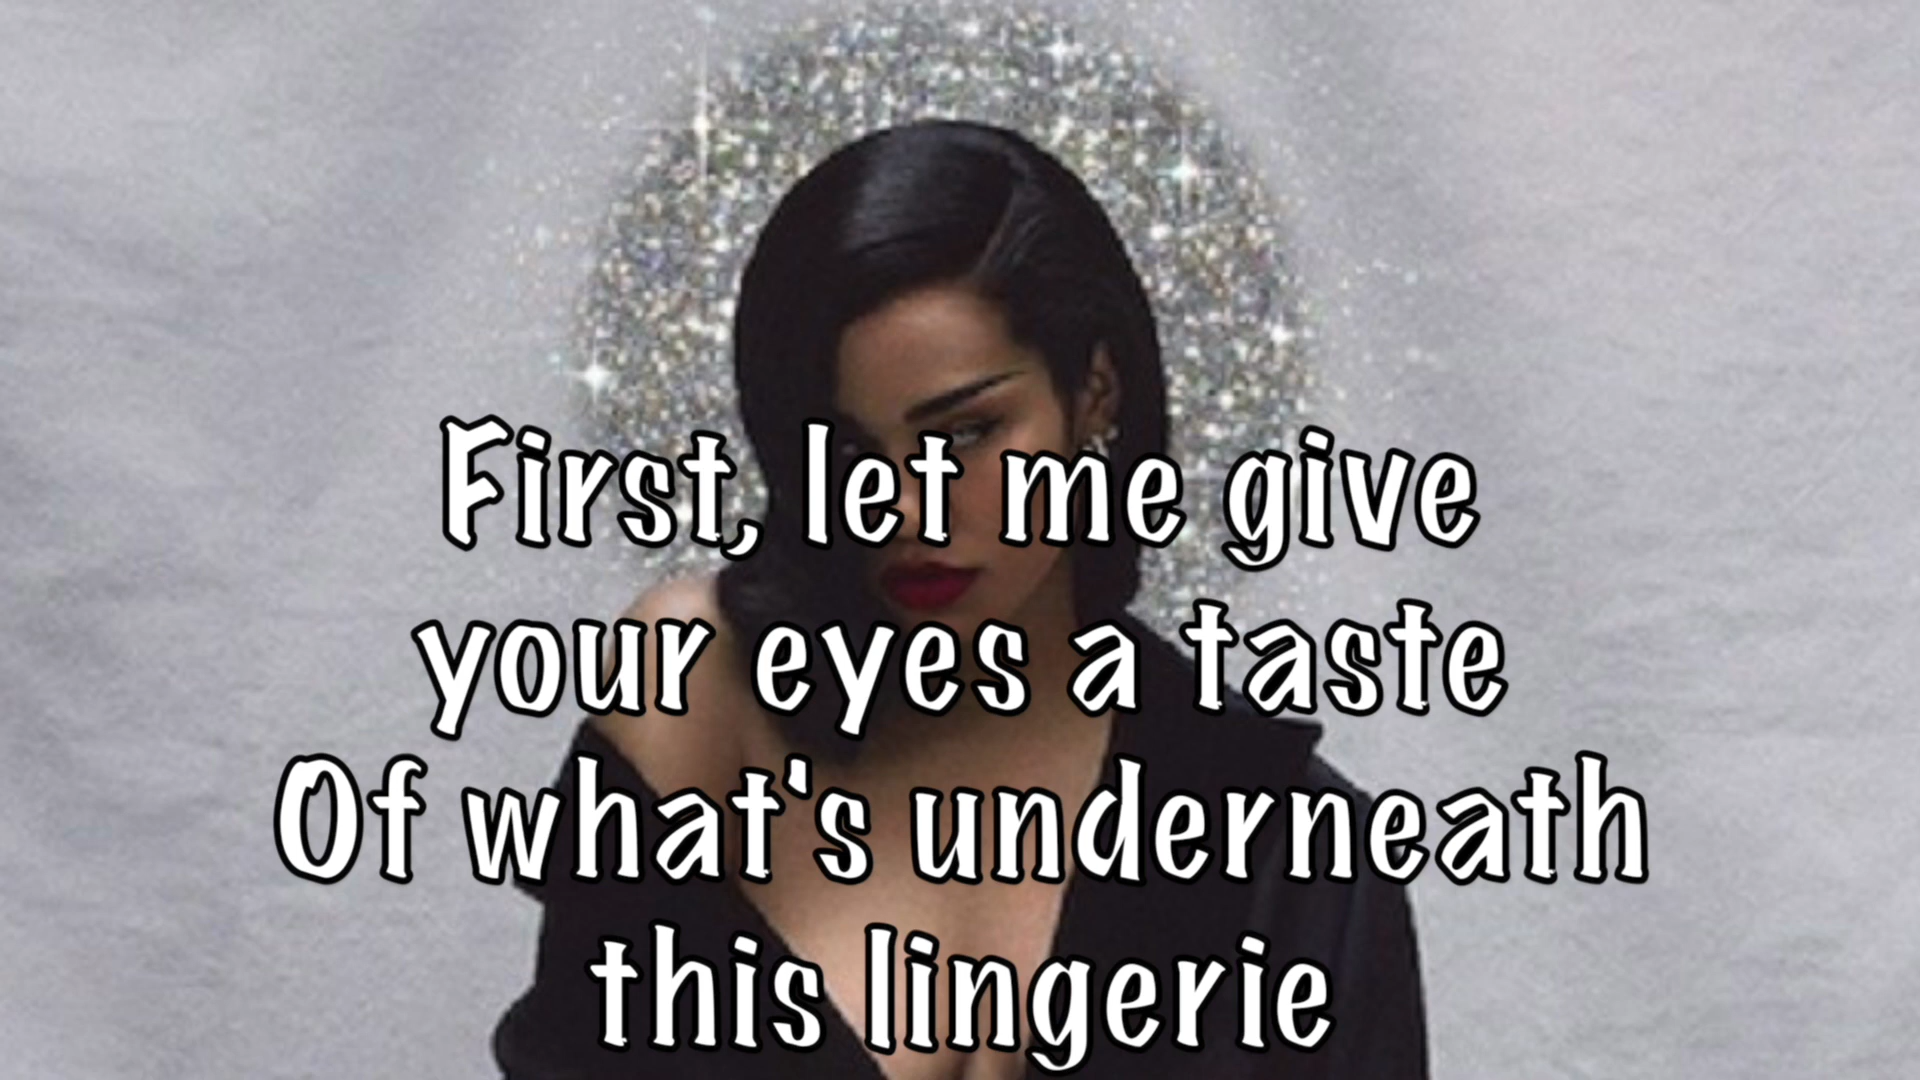 First, let me give
your eyes a taste
Of what's underneath
this lingerie